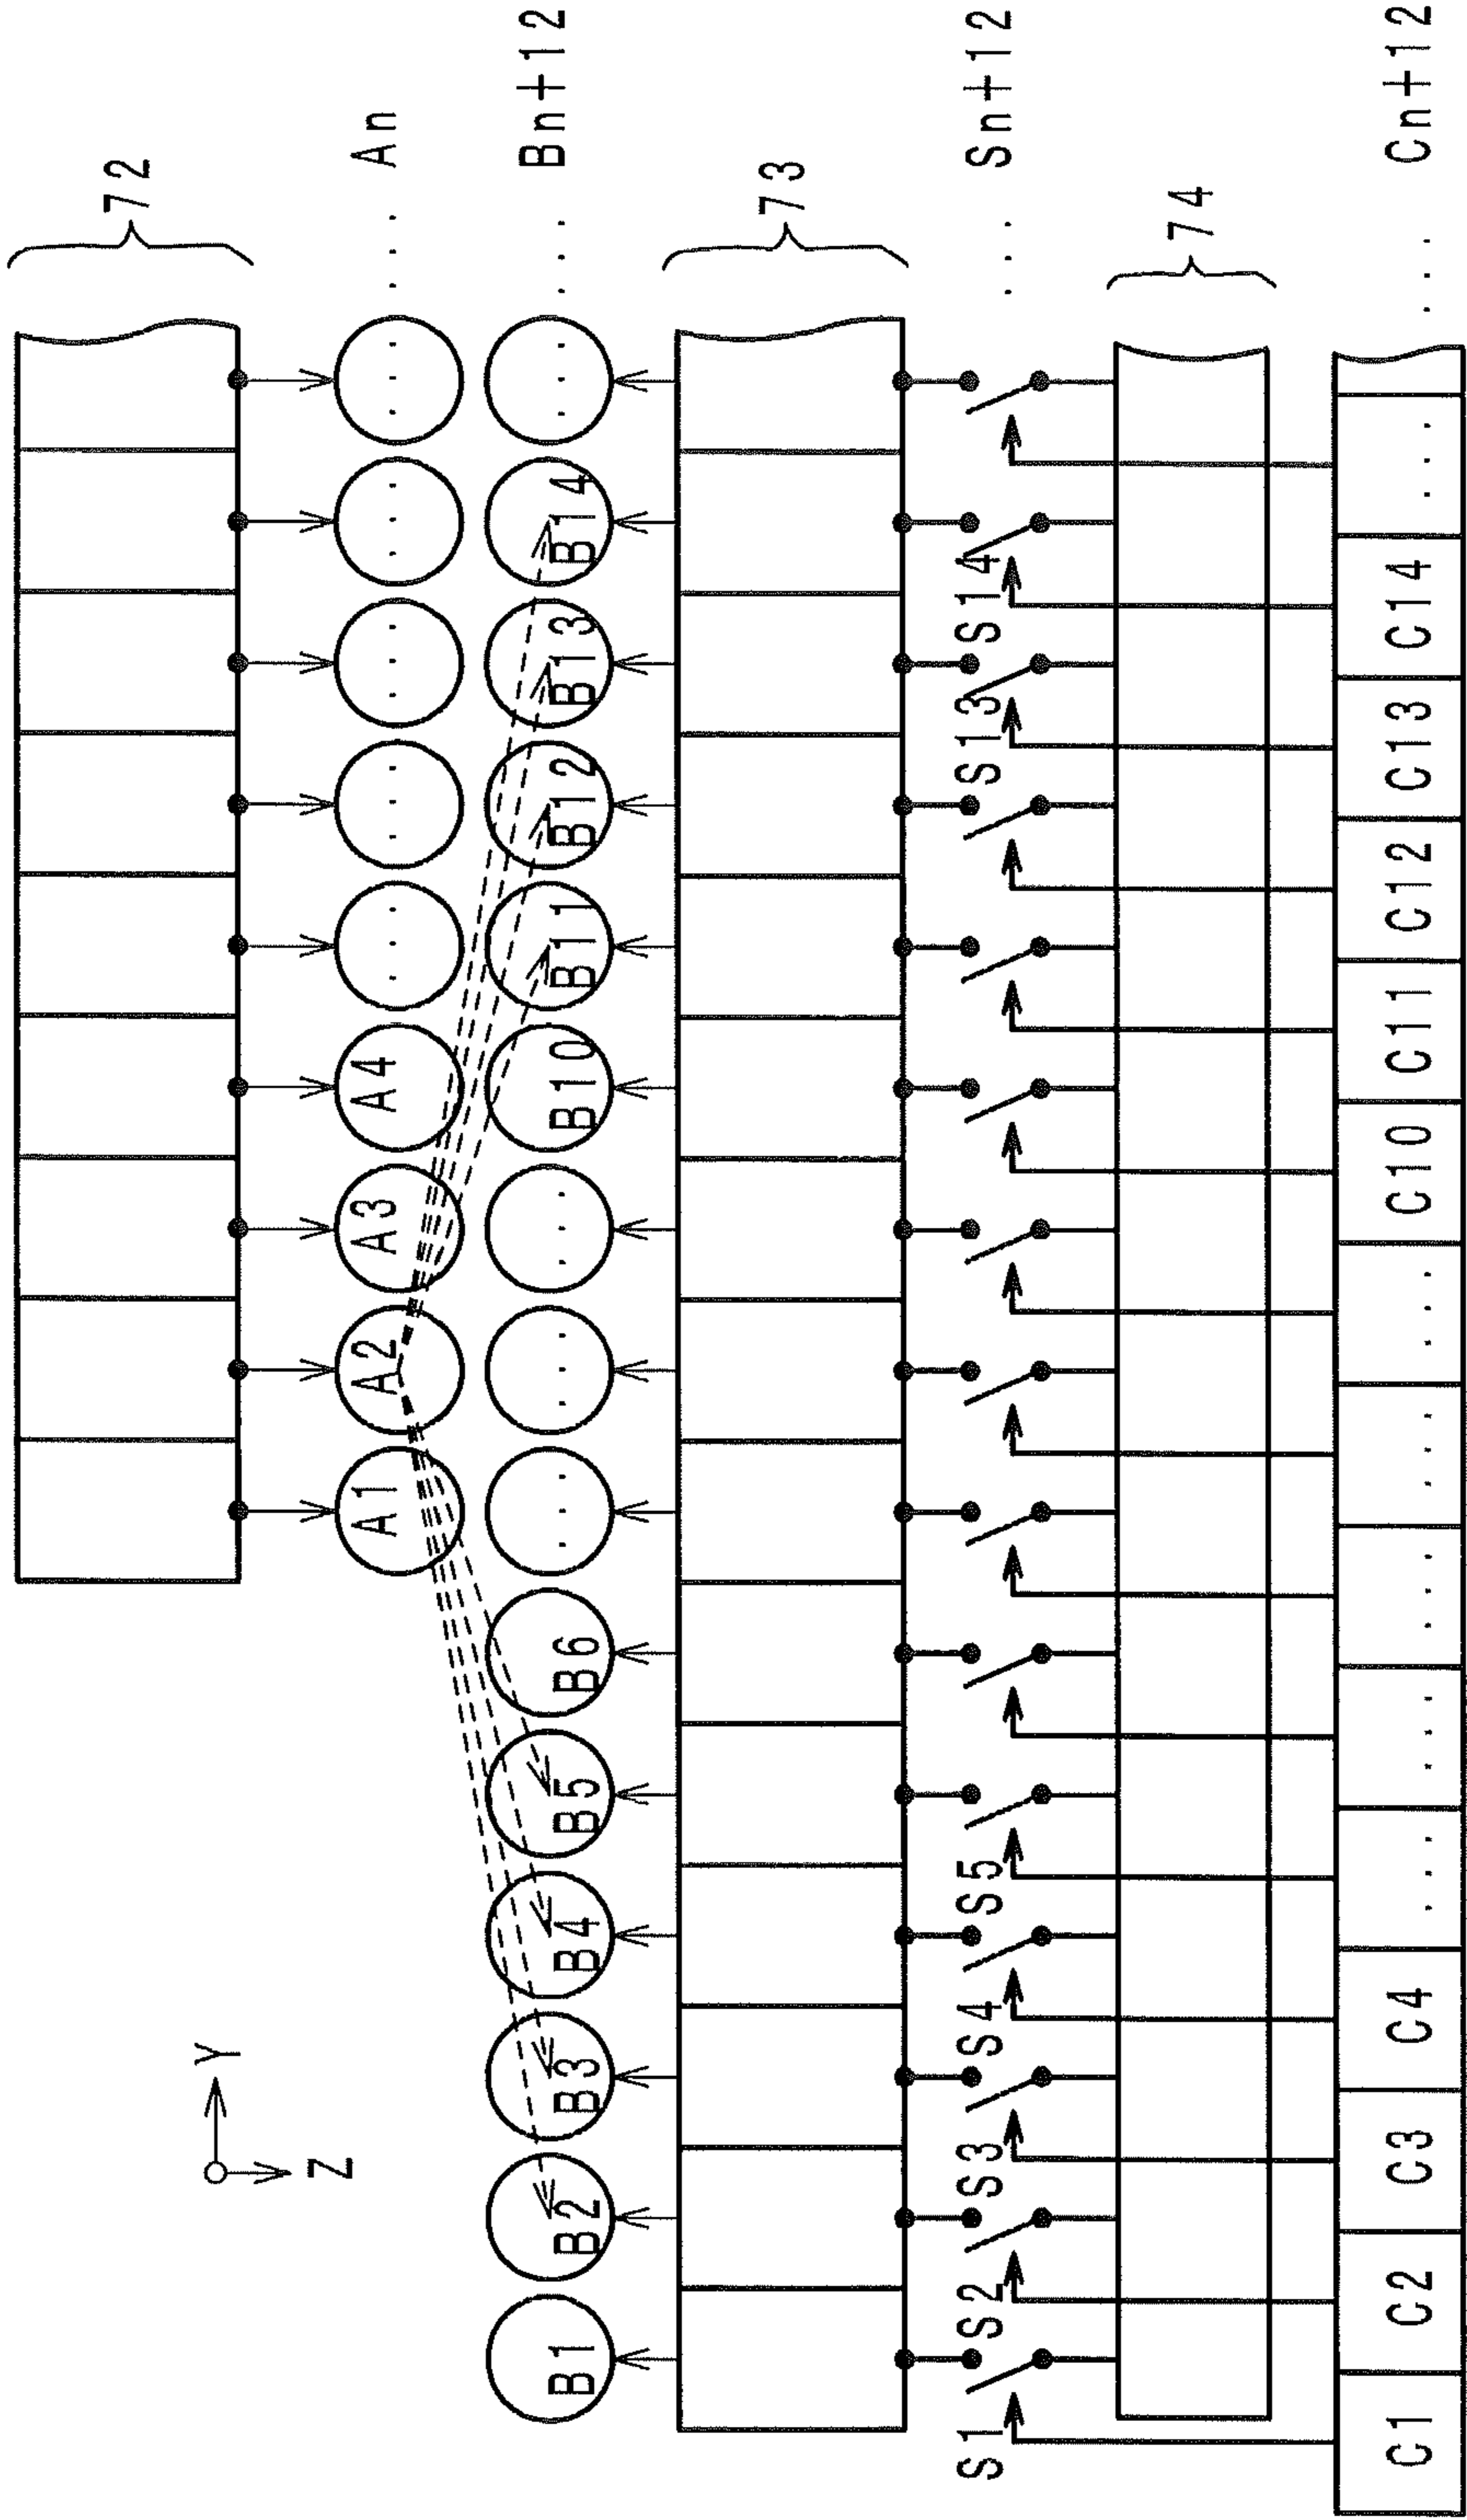 72
Y
Z
A1 A2 A3 A4 ... ... ... ... ... ... An
B1 B2 B3 B4 B5 B6 ... ... ... B10 B11 B12 B13 B14 ... ... Bn+12
73
S1 S2 S3 S4 S5 S13 S14 ... Sn+12
74
C1 C2 C3 C4 ... ... ... ... ... C10 C11 C12 C13 C14 ... ... Cn+12